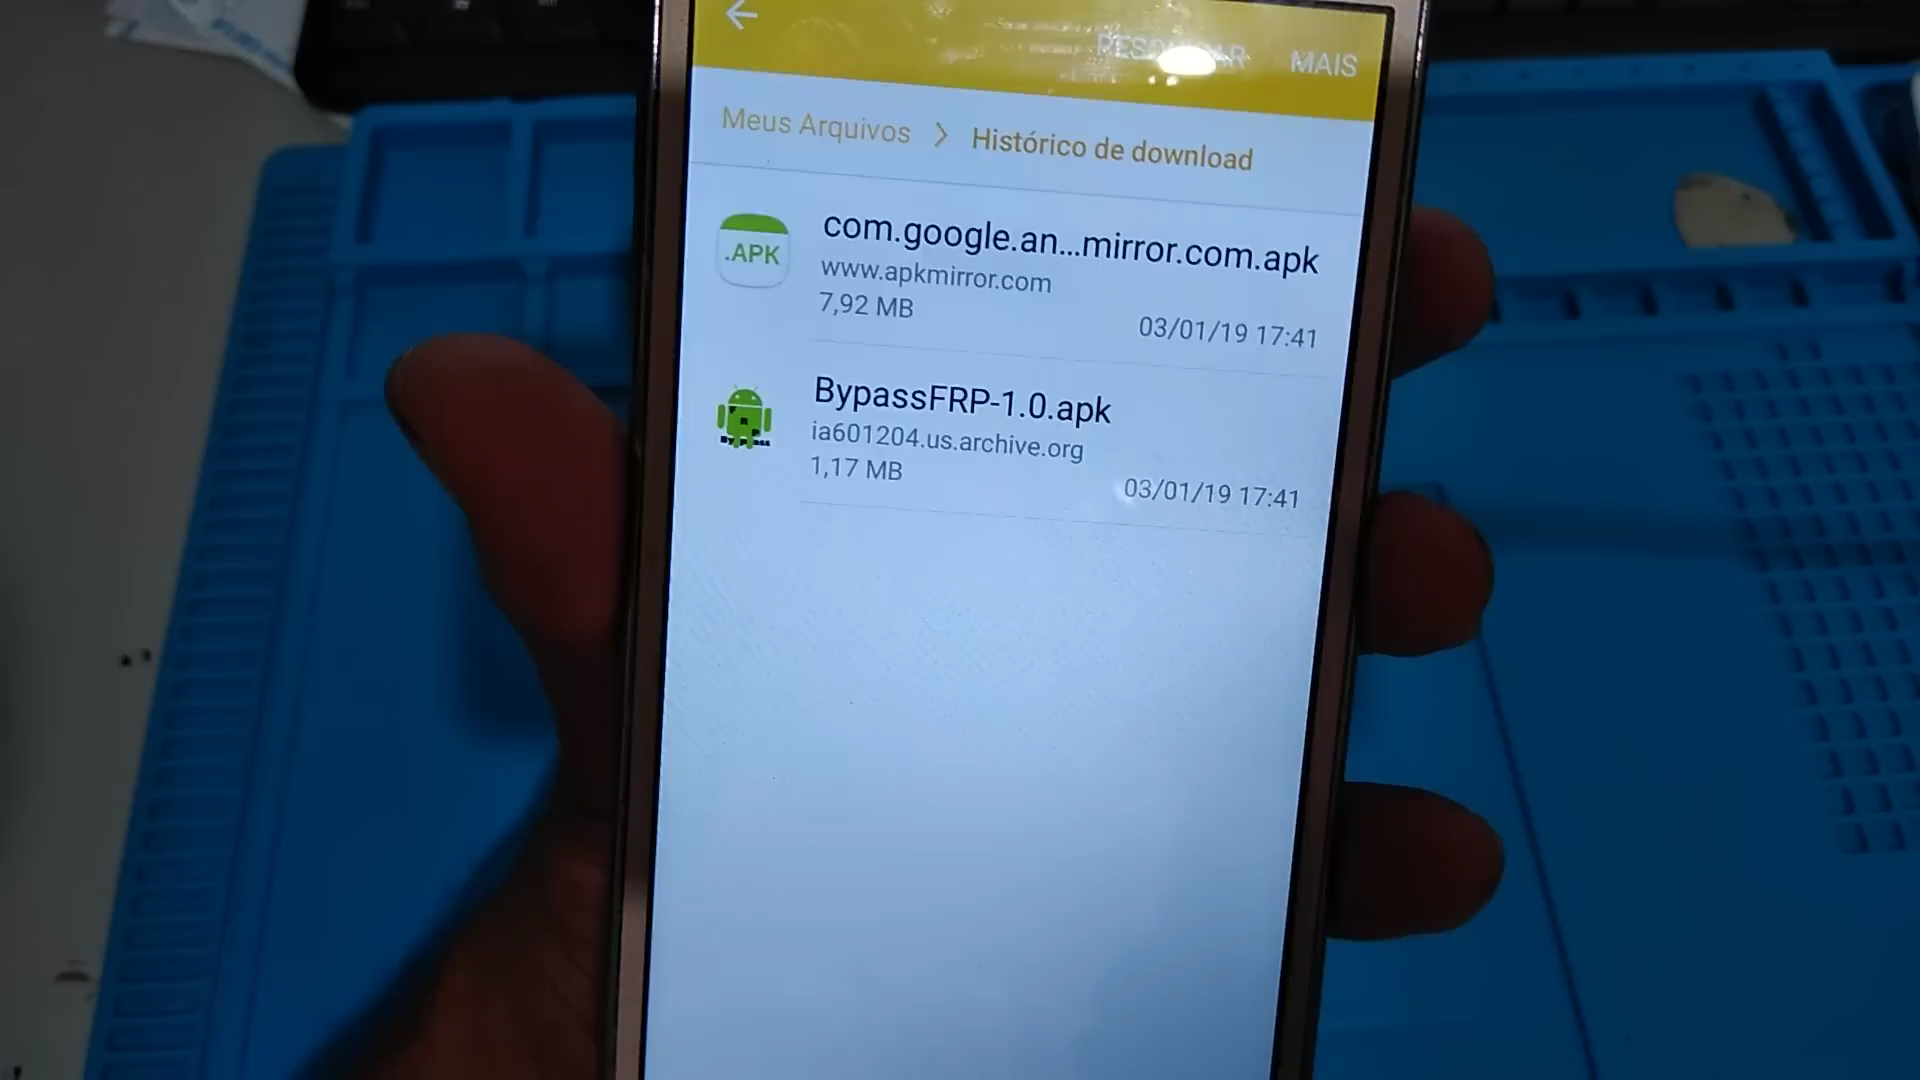 PESQUISAR MAIS
Meus Arquivos > Histórico de download
.APK
com.google.an...mirror.com.apk
www.apkmirror.com
7,92 MB
03/01/19 17:41
BypassFRP-1.0.apk
ia601204.us.archive.org
1,17 MB
03/01/19 17:41